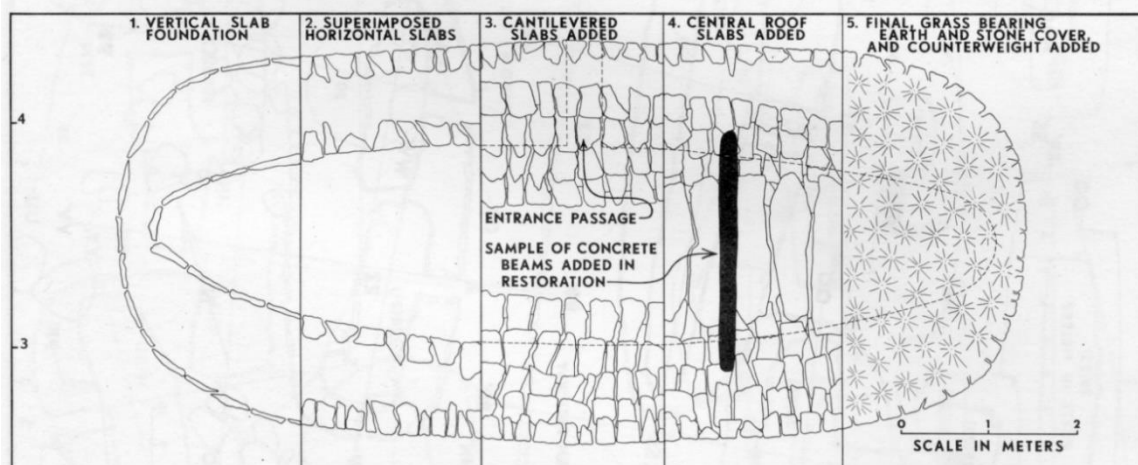 1. VERTICAL SLAB
FOUNDATION
2. SUPERIMPOSED
HORIZONTAL SLABS
3. CANTILEVERED
SLABS ADDED
4. CENTRAL ROOF
SLABS ADDED
5. FINAL, GRASS BEARING
EARTH AND STONE COVER,
AND COUNTERWEIGHT ADDED
4
ENTRANCE PASSAGE
SAMPLE OF CONCRETE
BEAMS ADDED IN
RESTORATION
3
0 1 2
SCALE IN METERS